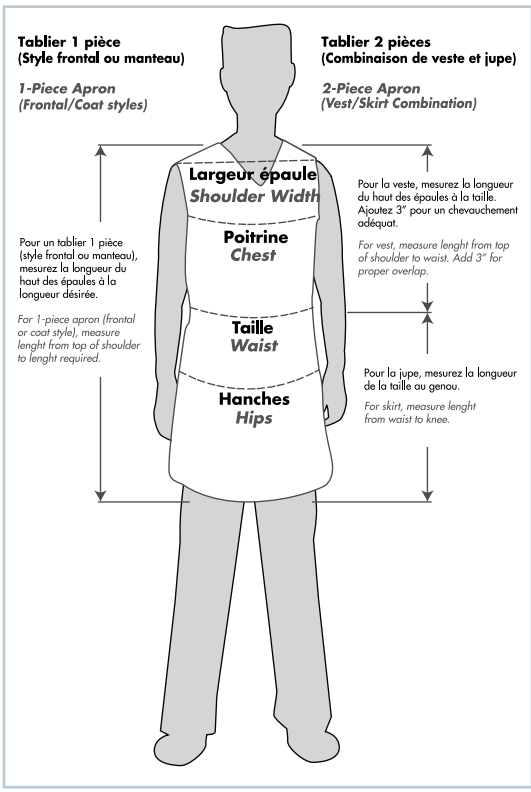 Tablier 1 pièce
(Style frontal ou manteau)
1-Piece Apron
(Frontal/Coat styles)
Tablier 2 pièces
(Combinaison de veste et jupe)
2-Piece Apron
(Vest/Skirt Combination)
Largeur épaule
Shoulder Width
Poitrine
Chest
Taille
Waist
Hanches
Hips
Pour un tablier 1 pièce
(style frontal ou manteau),
mesurez la longueur du
haut des épaules à la
longueur désirée.
For 1-piece apron (frontal
or coat style), measure
lenght from top of shoulder
to lenght required.
Pour la veste, mesurez la longueur
du haut des épaules à la taille.
Ajoutez 3” pour un chevauchement
adéquat.
For vest, measure lenght from top
of shoulder to waist. Add 3” for
proper overlap.
Pour la jupe, mesurez la longueur
de la taille au genou.
For skirt, measure lenght
from waist to knee.